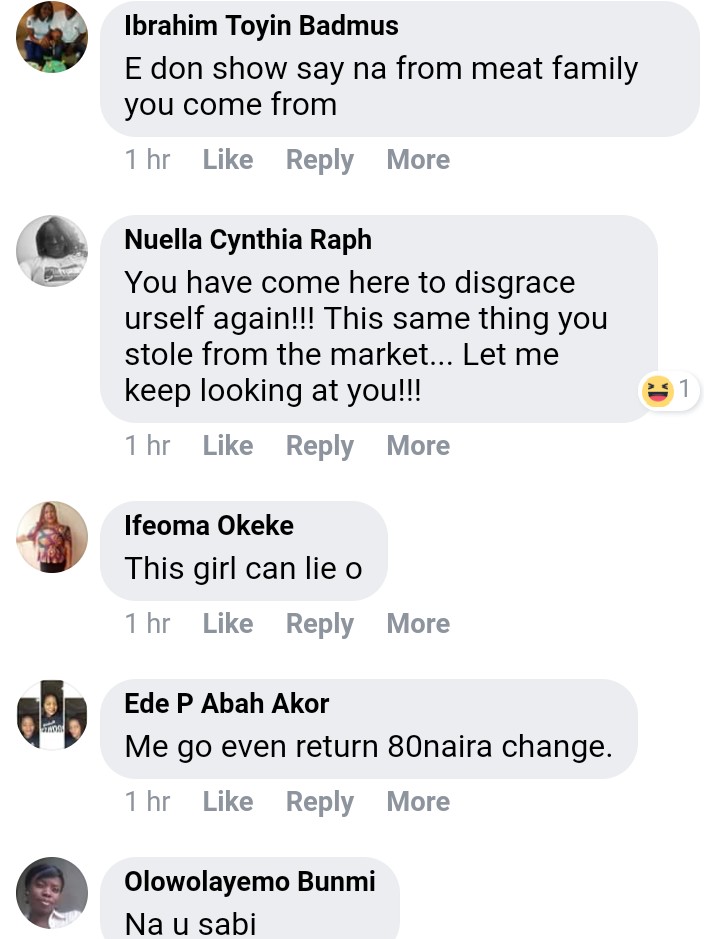 Ibrahim Toyin Badmus
E don show say na from meat family
you come from
1 hr Like Reply More
Nuella Cynthia Raph
You have come here to disgrace
urself again!!! This same thing you
stole from the market... Let me
keep looking at you!!!
1
1 hr Like Reply More
Ifeoma Okeke
This girl can lie o
1 hr Like Reply More
Ede P Abah Akor
Me go even return 80naira change.
1 hr Like Reply More
Olowolayemo Bunmi
Na u sabi